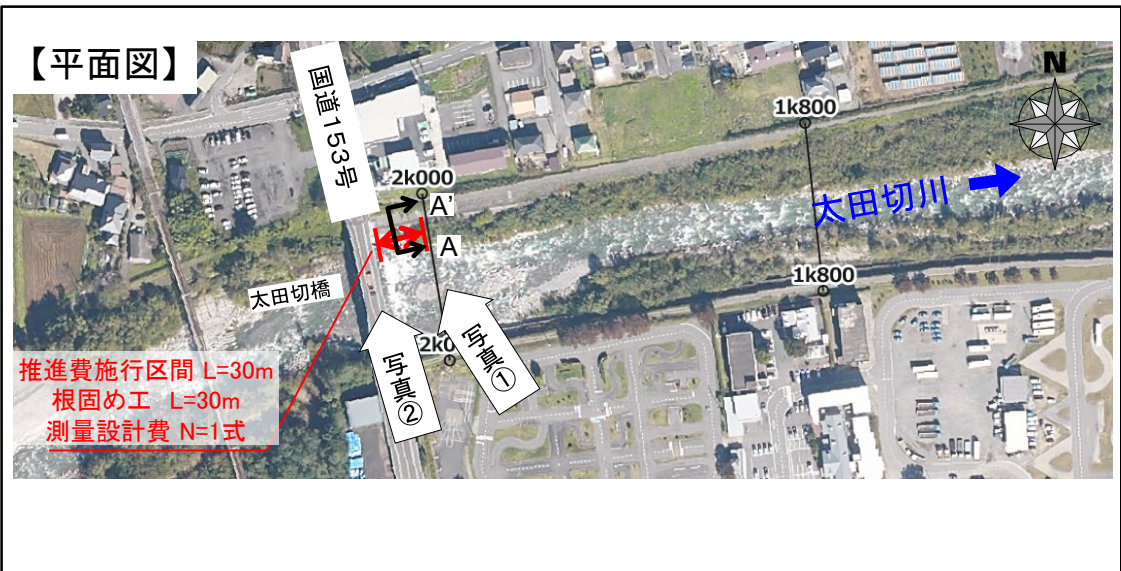 【平面図】
国道153号
N
1k800
2k000
A'
A
太田切川
太田切橋
1k800
2k0
写真①
写真②
推進費施行区間 L=30m
根固め工 L=30m
測量設計費 N=1式